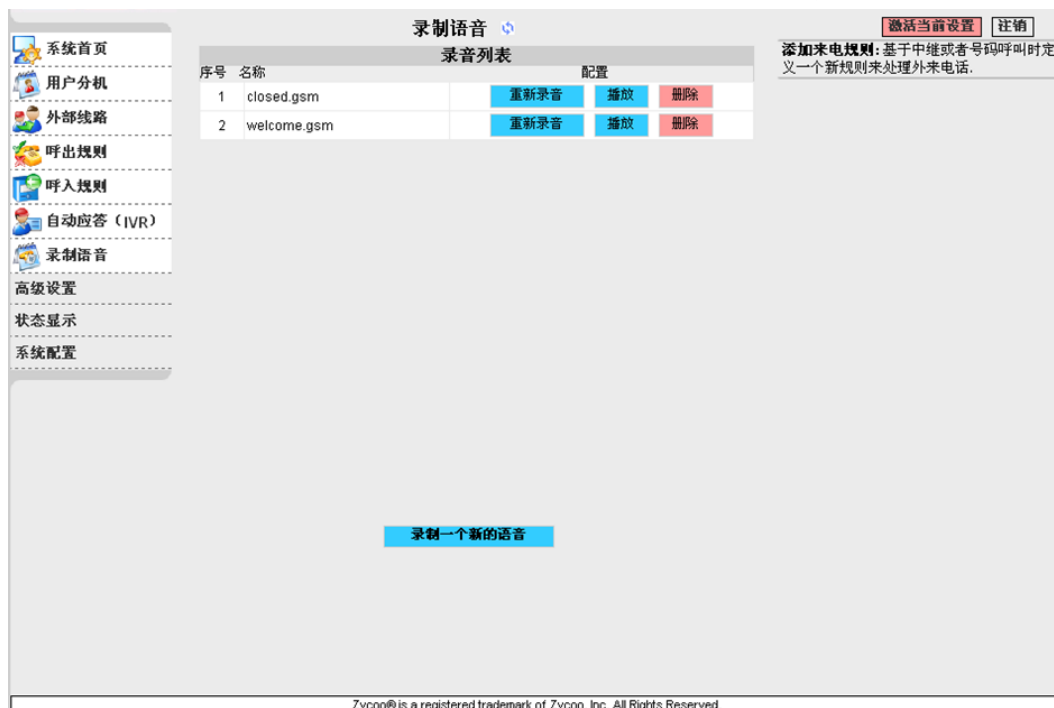 录制语音
激活当前设置 注销
系统首页
用户分机
外部线路
呼出规则
呼入规则
自动应答（IVR）
录制语音
高级设置
状态显示
系统配置
录音列表
序号 名称 配置
1 closed.gsm 重新录音 播放 删除
2 welcome.gsm 重新录音 播放 删除
录制一个新的语音
添加来电规则:基于中继或者号码呼叫时定
义一个新规则来处理外来电话.
Zycoo® is a registered trademark of Zycoo, Inc. All Rights Reserved